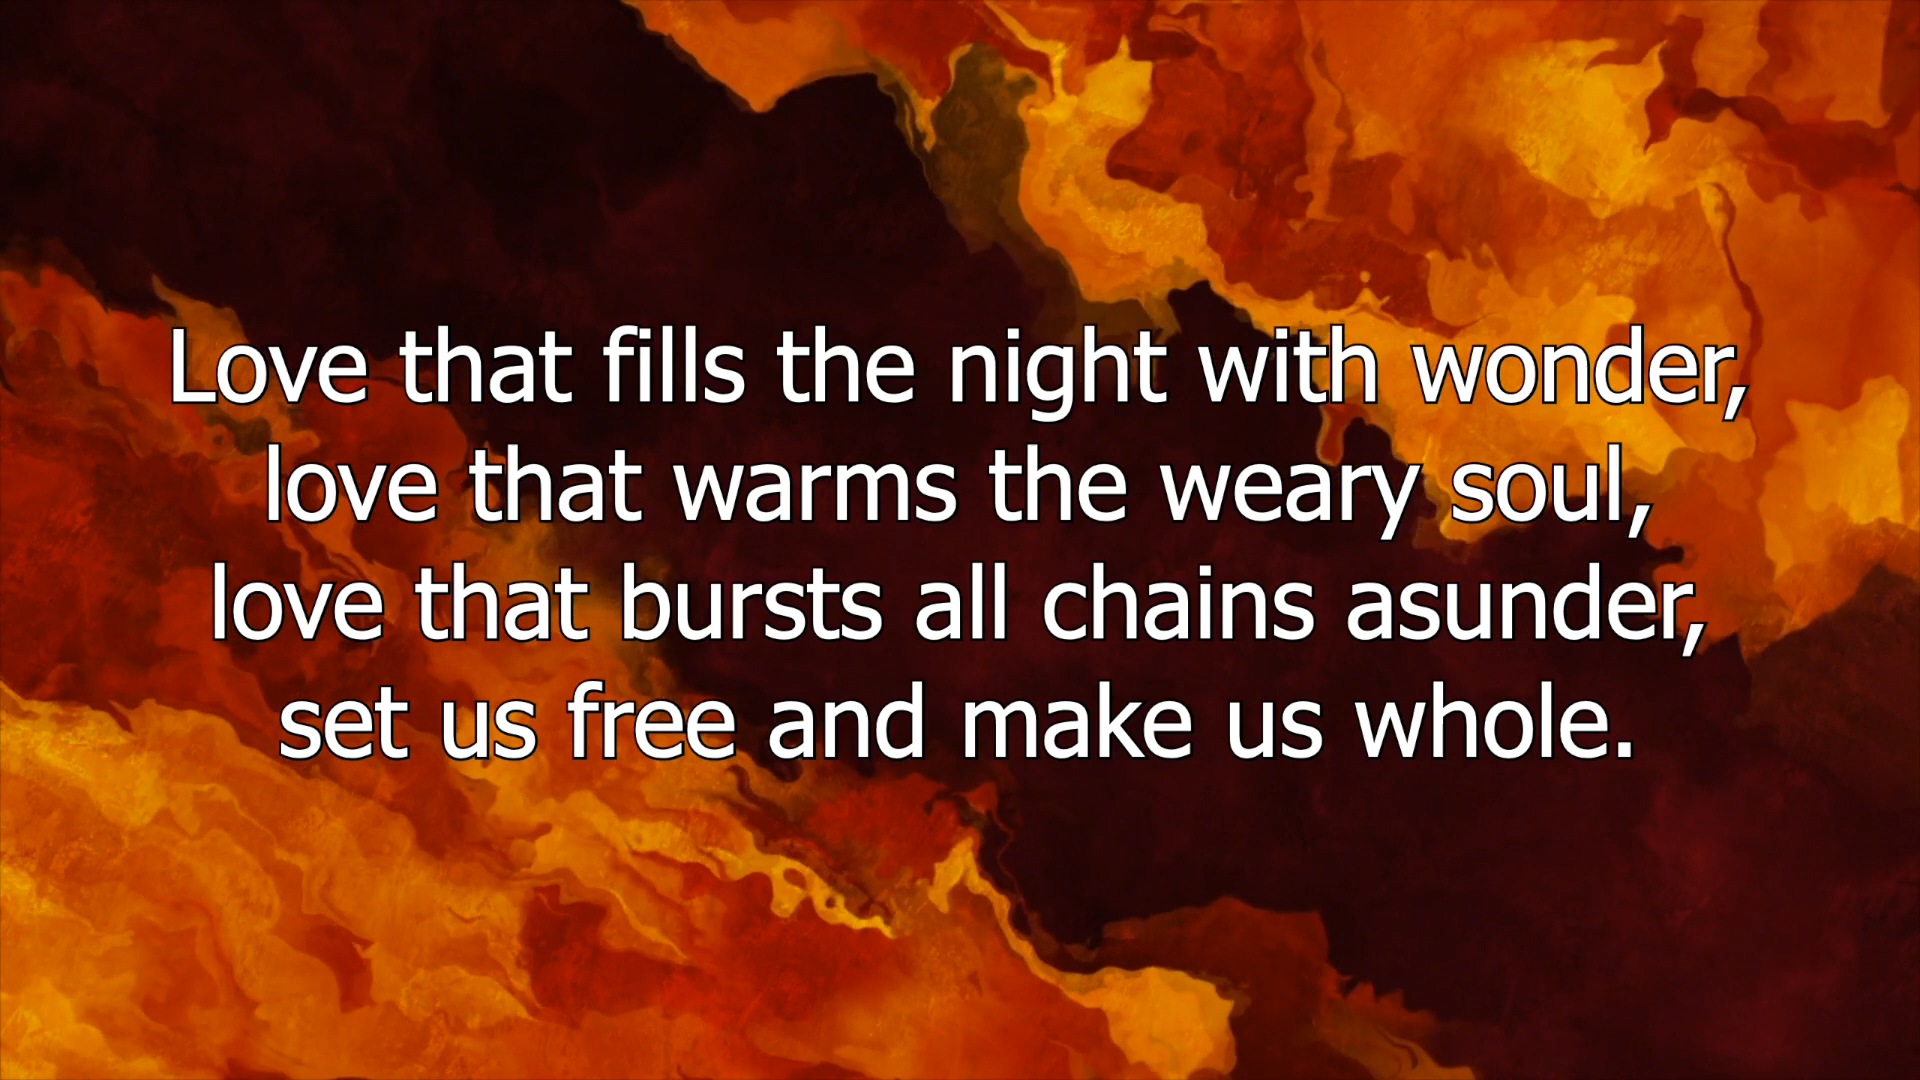 Love that fills the night with wonder,
love that warms the weary soul,
love that bursts all chains asunder,
set us free and make us whole.